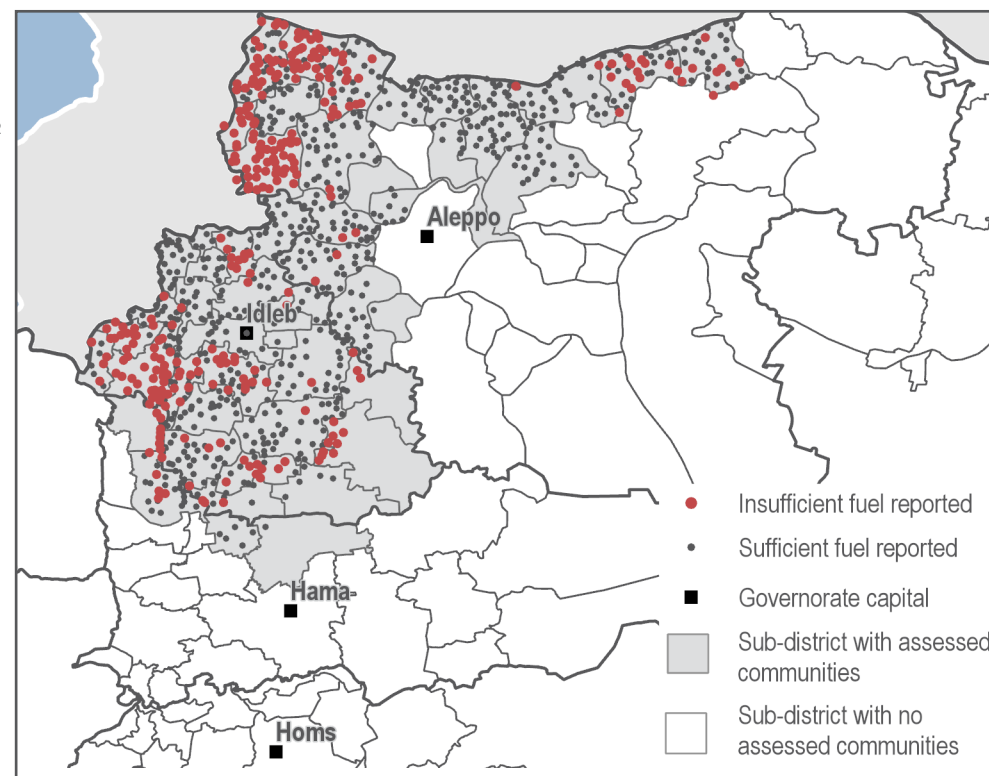 Aleppo
Idleb
Insufficient fuel reported
Sufficient fuel reported
Governorate capital
Hama
Sub-district with assessed
communities
Sub-district with no
assessed communities
Homs